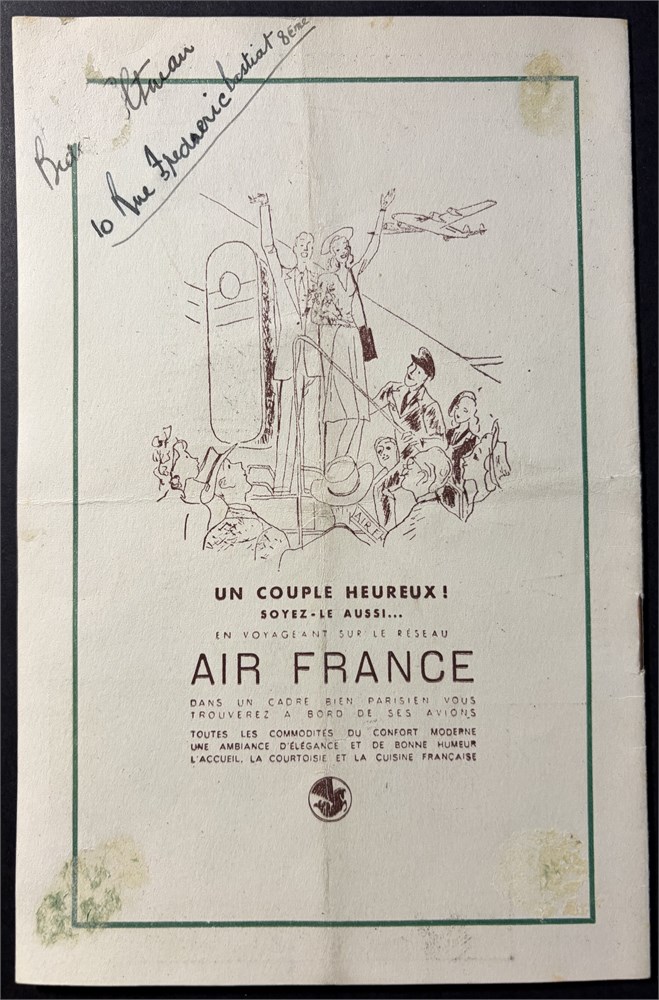 10 Rue Frederic Bastiat 8eme
AIR F
UN COUPLE HEUREUX!
SOYEZ-LE AUSSI...
EN VOYAGEANT SUR LE RÉSEAU
AIR FRANCE
DANS UN CADRE BIEN PARISIEN VOUS
TROUVEREZ A BORD DE SES AVIONS
TOUTES LES COMMODITÉS DU CONFORT MODERNE
UNE AMBIANCE D'ÉLÉGANCE ET DE BONNE HUMEUR
L'ACCUEIL, LA COURTOISIE ET LA CUISINE FRANÇAISE